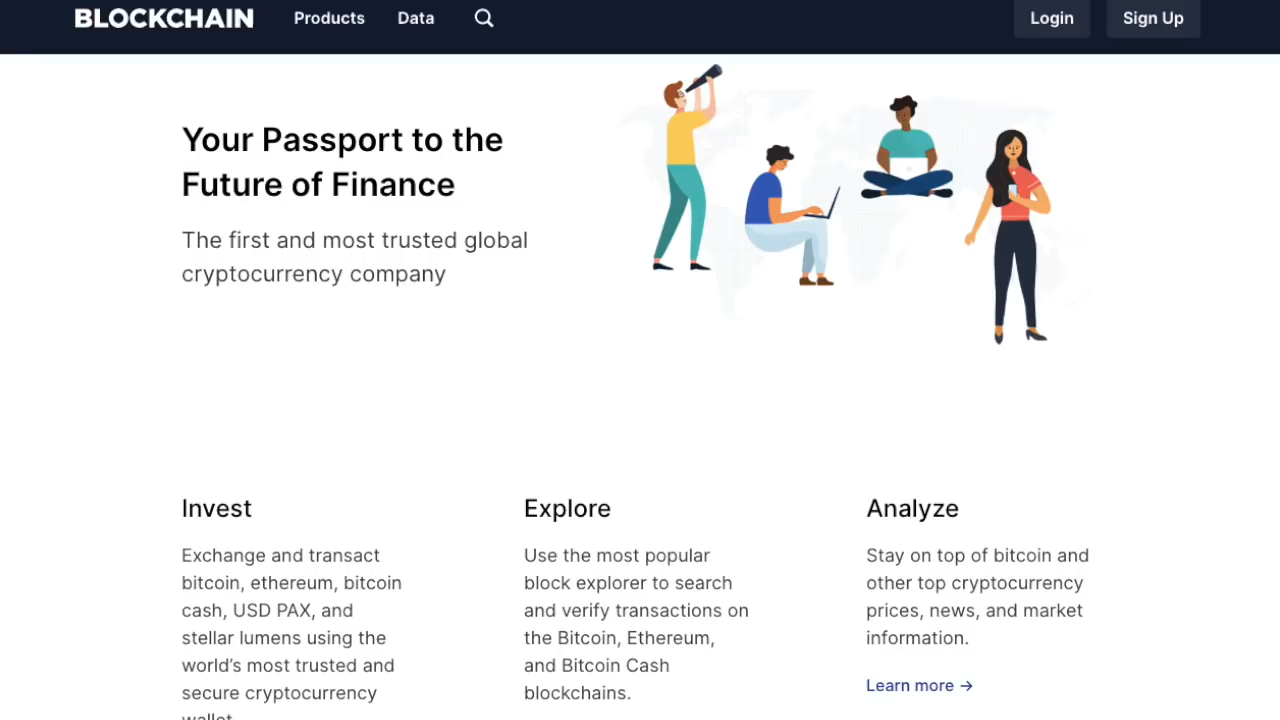 BLOCKCHAIN Products Data Login Sign Up
Your Passport to the
Future of Finance
The first and most trusted global
cryptocurrency company
Invest
Exchange and transact
bitcoin, ethereum, bitcoin
cash, USD PAX, and
stellar lumens using the
world’s most trusted and
secure cryptocurrency
wallet.
Explore
Use the most popular
block explorer to search
and verify transactions on
the Bitcoin, Ethereum,
and Bitcoin Cash
blockchains.
Analyze
Stay on top of bitcoin and
other top cryptocurrency
prices, news, and market
information.
Learn more →